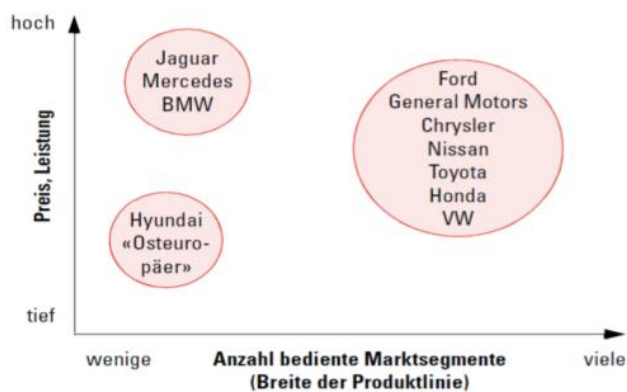 hoch
Jaguar
Mercedes
BMW
Ford
General Motors
Chrysler
Nissan
Toyota
Honda
VW
Preis, Leistung
Hyundai
«Osteuro-
päer»
tief
wenige
Anzahl bediente Marktsegmente
(Breite der Produktlinie)
viele